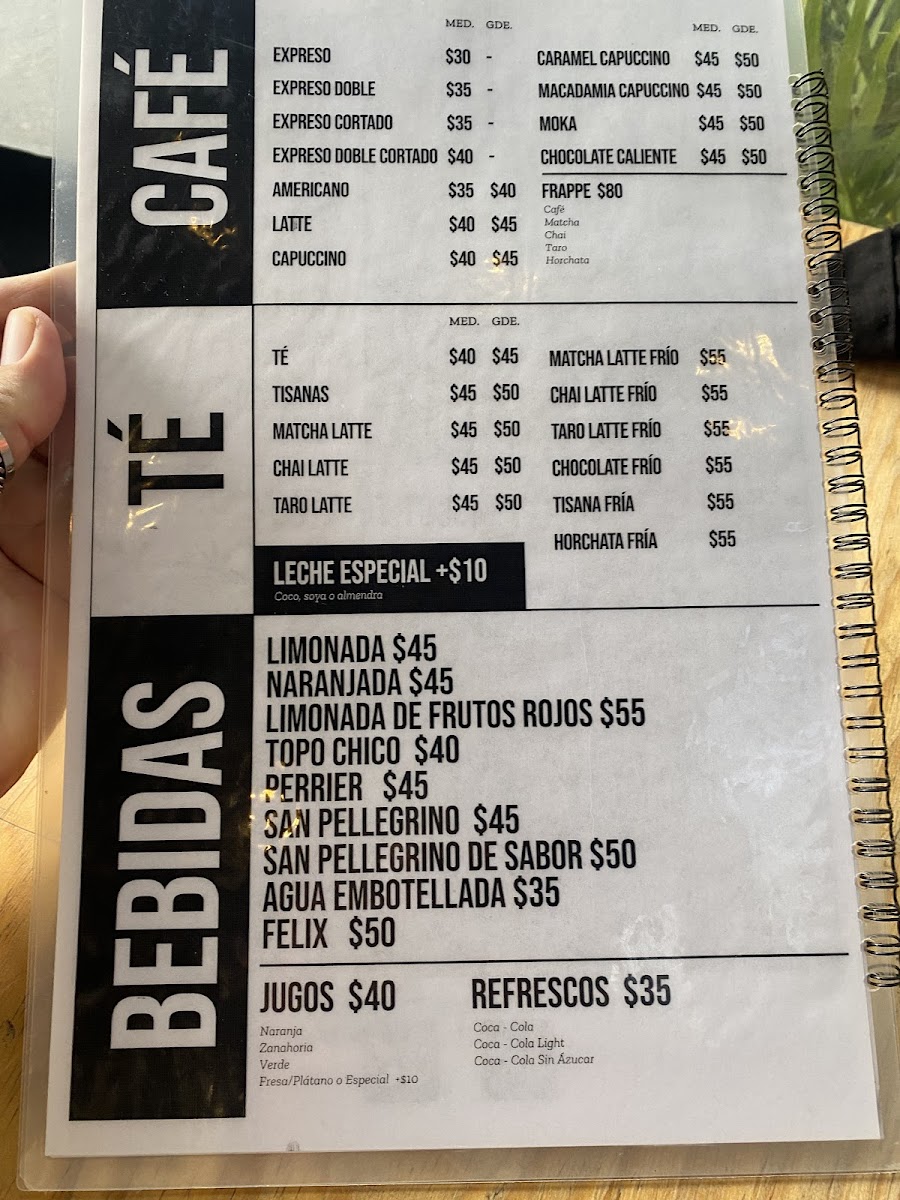 CAFÉ
MED. GDE.
EXPRESO $30 -
EXPRESO DOBLE $35 -
EXPRESO CORTADO $35 -
EXPRESO DOBLE CORTADO $40 -
AMERICANO $35 $40
LATTE $40 $45
CAPUCCINO $40 $45
MED. GDE.
CARAMEL CAPUCCINO $45 $50
MACADAMIA CAPUCCINO $45 $50
MOKA $45 $50
CHOCOLATE CALIENTE $45 $50
FRAPPE $80
Café
Matcha
Chai
Taro
Horchata
TÉ
MED. GDE.
TÉ $40 $45
TISANAS $45 $50
MATCHA LATTE $45 $50
CHAI LATTE $45 $50
TARO LATTE $45 $50
MATCHA LATTE FRÍO $55
CHAI LATTE FRÍO $55
TARO LATTE FRÍO $55
CHOCOLATE FRÍO $55
TISANA FRÍA $55
HORCHATA FRÍA $55
LECHE ESPECIAL +$10
Coco, soya o almendra
BEBIDAS
LIMONADA $45
NARANJADA $45
LIMONADA DE FRUTOS ROJOS $55
TOPO CHICO $40
PERRIER $45
SAN PELLEGRINO $45
SAN PELLEGRINO DE SABOR $50
AGUA EMBOTELLADA $35
FELIX $50
JUGOS $40
Naranja
Zanahoria
Verde
Fresa/Plátano o Especial +$10
REFRESCOS $35
Coca - Cola
Coca - Cola Light
Coca - Cola Sin Ázucar